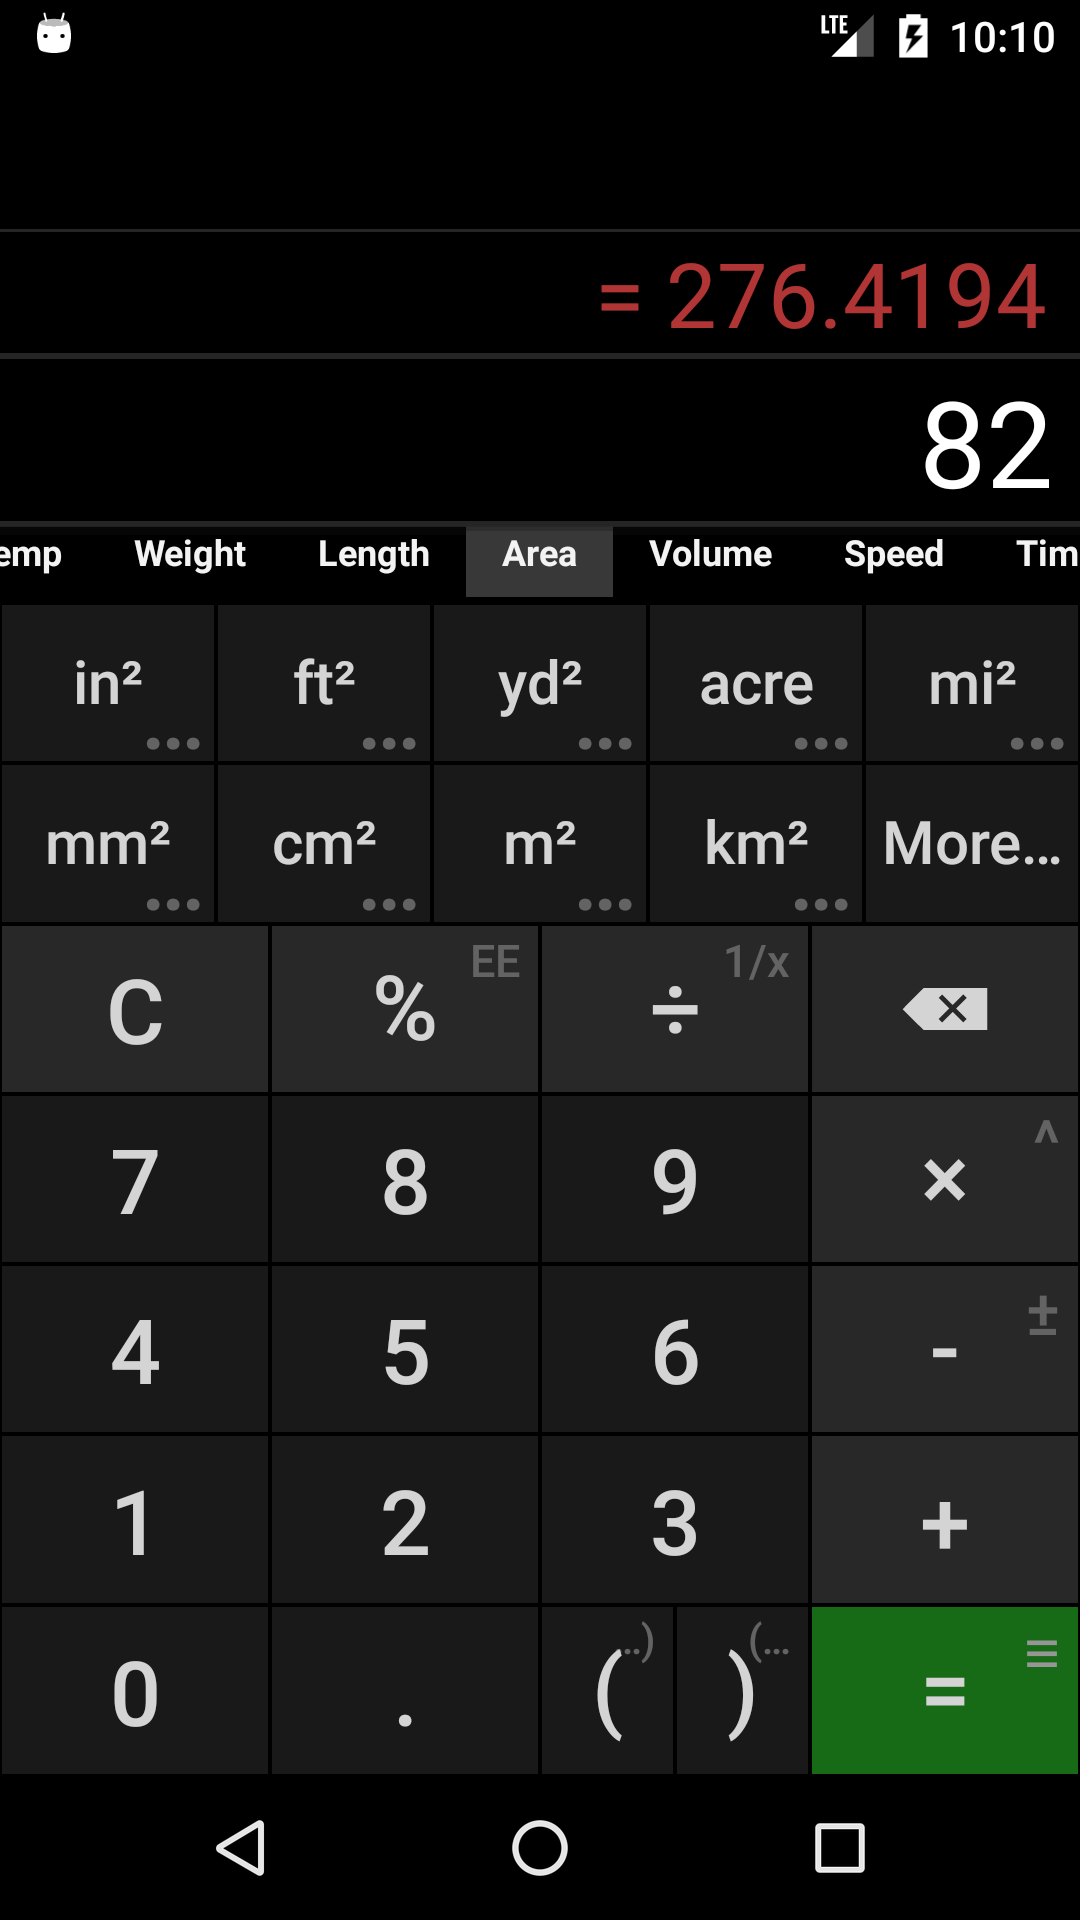 LTE 10:10
= 276.4194
82
emp Weight Length Area Volume Speed Tim
in² ft² yd² acre mi²
mm² cm² m² km² More...
C % EE ÷ 1/x
7 8 9 × ^
4 5 6 - ±
1 2 3 +
0 . ( ..) ) (... =